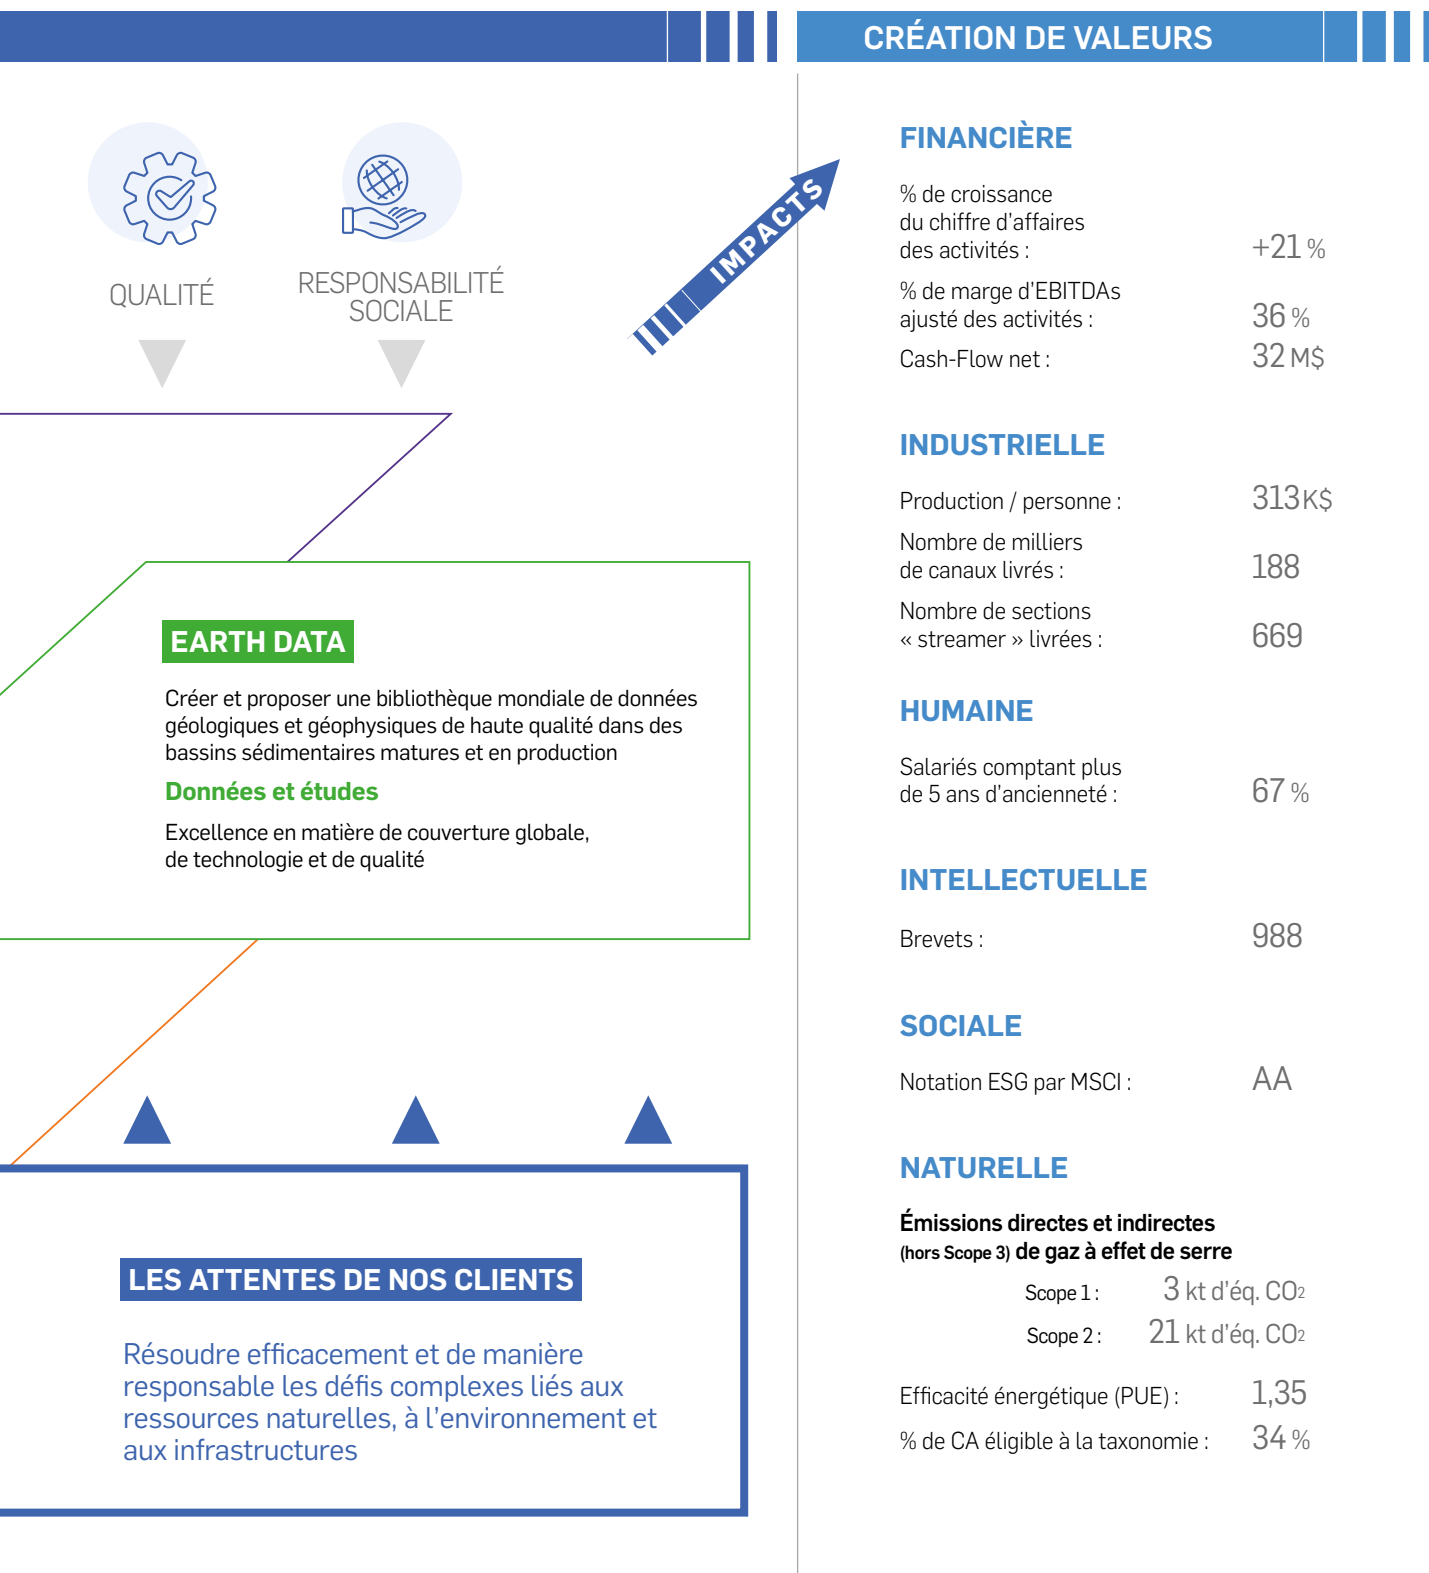 QUALITÉ
RESPONSABILITÉ
SOCIALE
IMPACTS
EARTH DATA
Créer et proposer une bibliothèque mondiale de données
géologiques et géophysiques de haute qualité dans des
bassins sédimentaires matures et en production
Données et études
Excellence en matière de couverture globale,
de technologie et de qualité
LES ATTENTES DE NOS CLIENTS
Résoudre efficacement et de manière
responsable les défis complexes liés aux
ressources naturelles, à l'environnement et
aux infrastructures
CRÉATION DE VALEURS
FINANCIÈRE
% de croissance
du chiffre d'affaires
des activités : +21 %
% de marge d'EBITDAs
ajusté des activités : 36 %
Cash-Flow net : 32 M$
INDUSTRIELLE
Production / personne : 313 K$
Nombre de milliers
de canaux livrés : 188
Nombre de sections
« streamer » livrées : 669
HUMAINE
Salariés comptant plus
de 5 ans d'ancienneté : 67 %
INTELLECTUELLE
Brevets : 988
SOCIALE
Notation ESG par MSCI : AA
NATURELLE
Émissions directes et indirectes
(hors Scope 3) de gaz à effet de serre
Scope 1 : 3 kt d'éq. CO2
Scope 2 : 21 kt d'éq. CO2
Efficacité énergétique (PUE) : 1,35
% de CA éligible à la taxonomie : 34 %